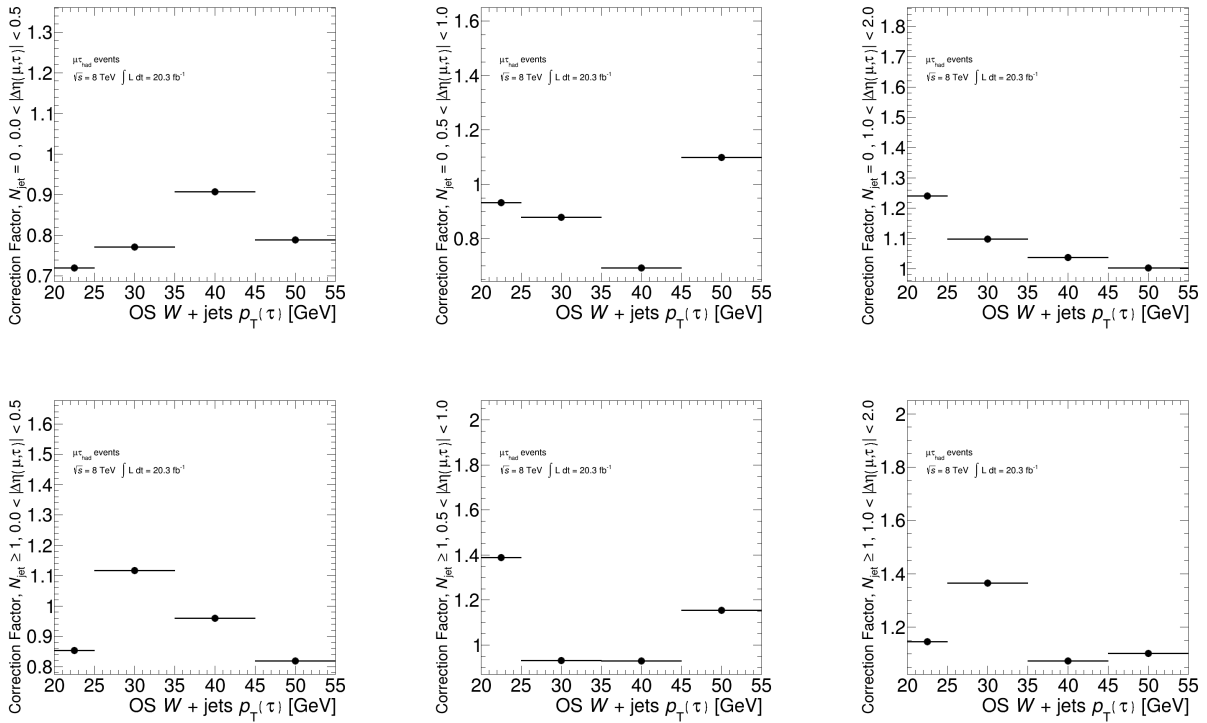 Correction Factor, N_jet = 0 , 0.0 < |Δη(μ,τ)| < 0.5
1.3
1.2
1.1
1
0.9
0.8
0.7
μτ_had events
√s = 8 TeV ∫ L dt = 20.3 fb⁻¹
20 25 30 35 40 45 50 55
OS W + jets p_T(τ) [GeV]
Correction Factor, N_jet = 0 , 0.5 < |Δη(μ,τ)| < 1.0
1.6
1.4
1.2
1
0.8
μτ_had events
√s = 8 TeV ∫ L dt = 20.3 fb⁻¹
20 25 30 35 40 45 50 55
OS W + jets p_T(τ) [GeV]
Correction Factor, N_jet = 0 , 1.0 < |Δη(μ,τ)| < 2.0
1.8
1.7
1.6
1.5
1.4
1.3
1.2
1.1
1
μτ_had events
√s = 8 TeV ∫ L dt = 20.3 fb⁻¹
20 25 30 35 40 45 50 55
OS W + jets p_T(τ) [GeV]
Correction Factor, N_jet ≥ 1, 0.0 < |Δη(μ,τ)| < 0.5
1.6
1.5
1.4
1.3
1.2
1.1
1
0.9
0.8
μτ_had events
√s = 8 TeV ∫ L dt = 20.3 fb⁻¹
20 25 30 35 40 45 50 55
OS W + jets p_T(τ) [GeV]
Correction Factor, N_jet ≥ 1, 0.5 < |Δη(μ,τ)| < 1.0
2
1.8
1.6
1.4
1.2
1
μτ_had events
√s = 8 TeV ∫ L dt = 20.3 fb⁻¹
20 25 30 35 40 45 50 55
OS W + jets p_T(τ) [GeV]
Correction Factor, N_jet ≥ 1, 1.0 < |Δη(μ,τ)| < 2.0
2
1.8
1.6
1.4
1.2
μτ_had events
√s = 8 TeV ∫ L dt = 20.3 fb⁻¹
20 25 30 35 40 45 50 55
OS W + jets p_T(τ) [GeV]